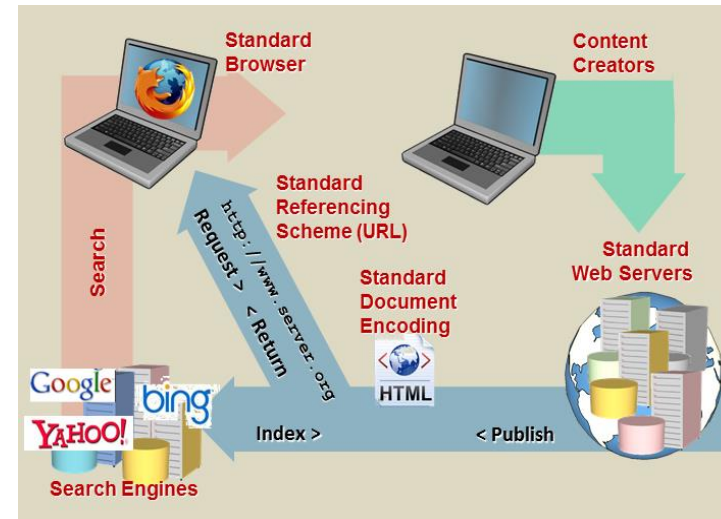 Standard
Browser
Content
Creators
Standard
Referencing
Scheme (URL)
http://www.server.org
Request > < Return
Search
Standard
Web Servers
Standard
Document
Encoding
<>
HTML
Google
bing
YAHOO!
Index >
< Publish
Search Engines